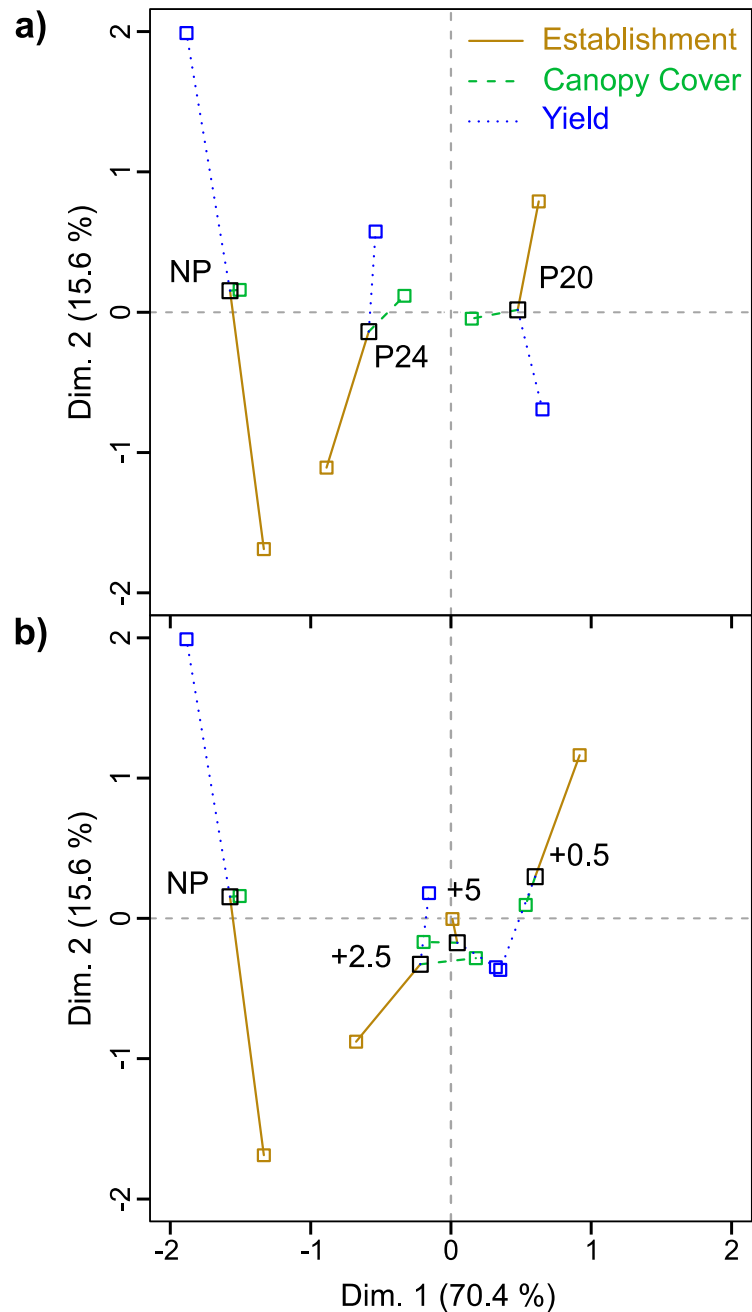 a)
Establishment
Canopy Cover
Yield
NP
P24
P20
2
1
0
-1
-2
Dim. 2 (15.6 %)
b)
NP
+2.5
+5
+0.5
2
1
0
-1
-2
Dim. 2 (15.6 %)
-2 -1 0 1 2
Dim. 1 (70.4 %)